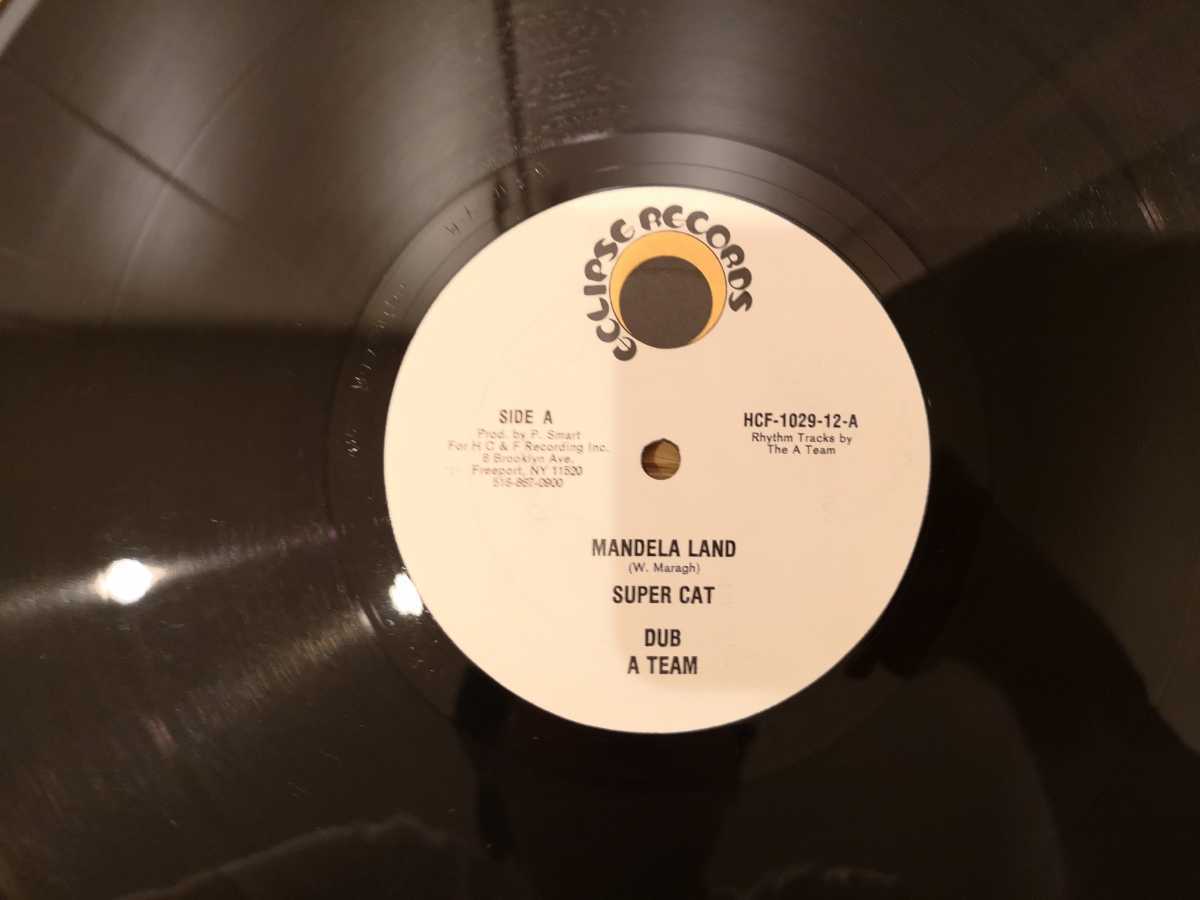 ECLIPSE RECORDS
SIDE A
Prod. by P. Smart
For H C & F Recording Inc.
8 Brooklyn Ave.
Freeport, NY 11520
516-867-0900
HCF-1029-12-A
Rhythm Tracks by
The A Team
MANDELA LAND
(W. Maragh)
SUPER CAT
DUB
A TEAM